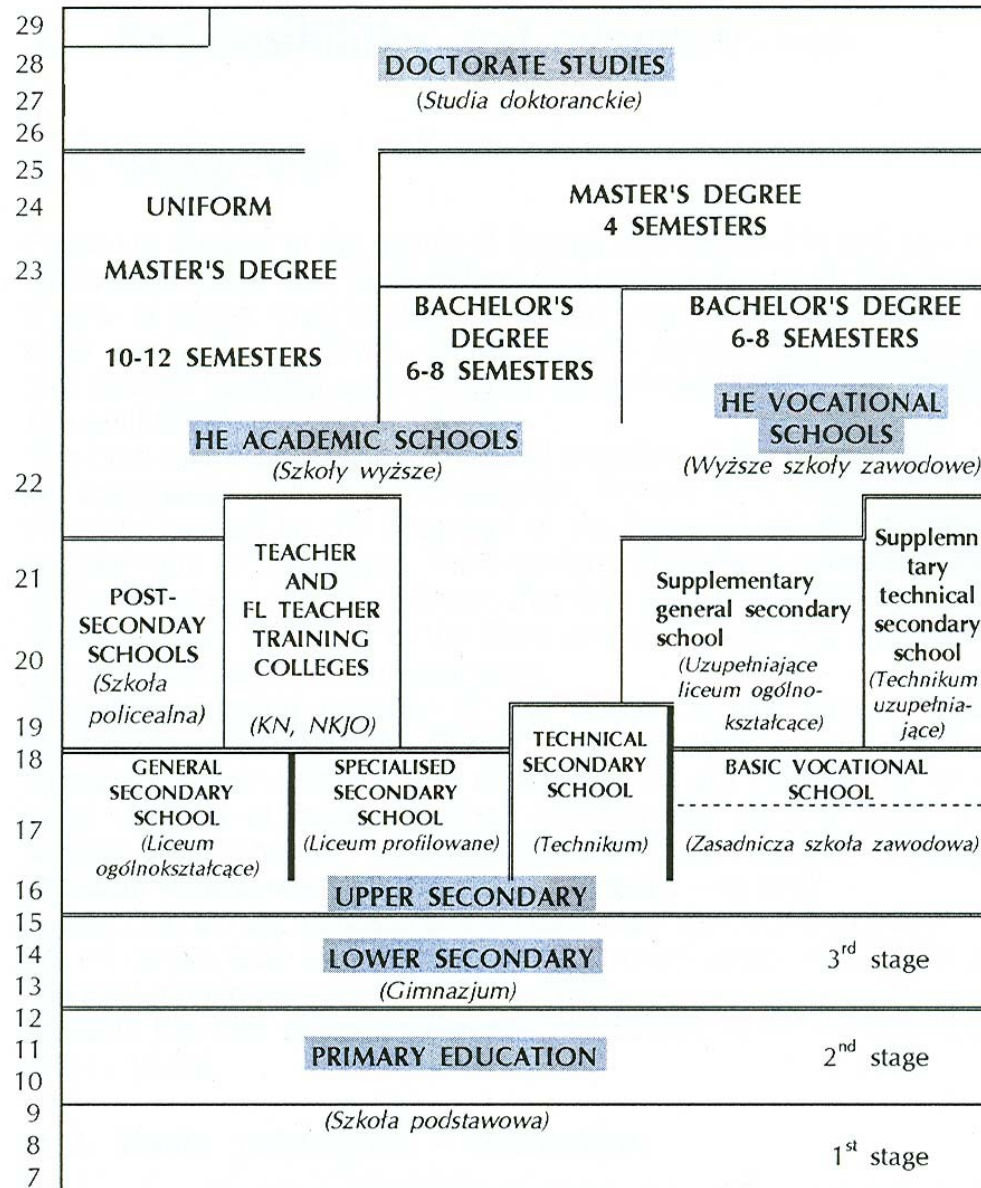 29
28
27
26
25
24
23
22
21
20
19
18
17
16
15
14
13
12
11
10
9
8
7
DOCTORATE STUDIES
(Studia doktoranckie)
UNIFORM
MASTER'S DEGREE
10-12 SEMESTERS
MASTER'S DEGREE
4 SEMESTERS
BACHELOR'S
DEGREE
6-8 SEMESTERS
BACHELOR'S DEGREE
6-8 SEMESTERS
HE ACADEMIC SCHOOLS
(Szkoły wyższe)
HE VOCATIONAL
SCHOOLS
(Wyższe szkoły zawodowe)
POST-
SECONDAY
SCHOOLS
(Szkoła
policealna)
TEACHER
AND
FL TEACHER
TRAINING
COLLEGES
(KN, NKJO)
Supplementary
general secondary
school
(Uzupełniające
liceum ogólno-
kształcące)
Supplemn
tary
technical
secondary
school
(Technikum
uzupełnia-
jące)
GENERAL
SECONDARY
SCHOOL
(Liceum
ogólnokształcące)
SPECIALISED
SECONDARY
SCHOOL
(Liceum profilowane)
TECHNICAL
SECONDARY
SCHOOL
(Technikum)
BASIC VOCATIONAL
SCHOOL
(Zasadnicza szkoła zawodowa)
UPPER SECONDARY
LOWER SECONDARY
(Gimnazjum)
3rd stage
PRIMARY EDUCATION
2nd stage
(Szkoła podstawowa)
1st stage